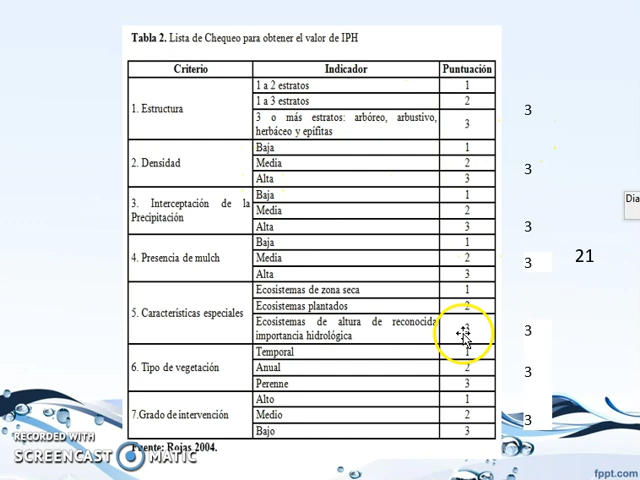 Tabla 2. Lista de Chequeo para obtener el valor de IPH
Criterio Indicador Puntuación
1. Estructura
1 a 2 estratos 1
1 a 3 estratos 2
3 o más estratos: arbóreo, arbustivo,
herbáceo y epífitas 3
3
2. Densidad
Baja 1
Media 2
Alta 3
3
3. Interceptación de la
Precipitación
Baja 1
Media 2
Alta 3
3
4. Presencia de mulch
Baja 1
Media 2
Alta 3
3
21
5. Características especiales
Ecosistemas de zona seca 1
Ecosistemas plantados 2
Ecosistemas de altura de reconocida
importancia hidrológica
3
6. Tipo de vegetación
Temporal 1
Anual 2
Perenne 3
3
7.Grado de intervención
Alto 1
Medio 2
Bajo 3
3
Fuente: Rojas 2004.
Dia
RECORDED WITH
SCREENCAST MATIC
fppt.com